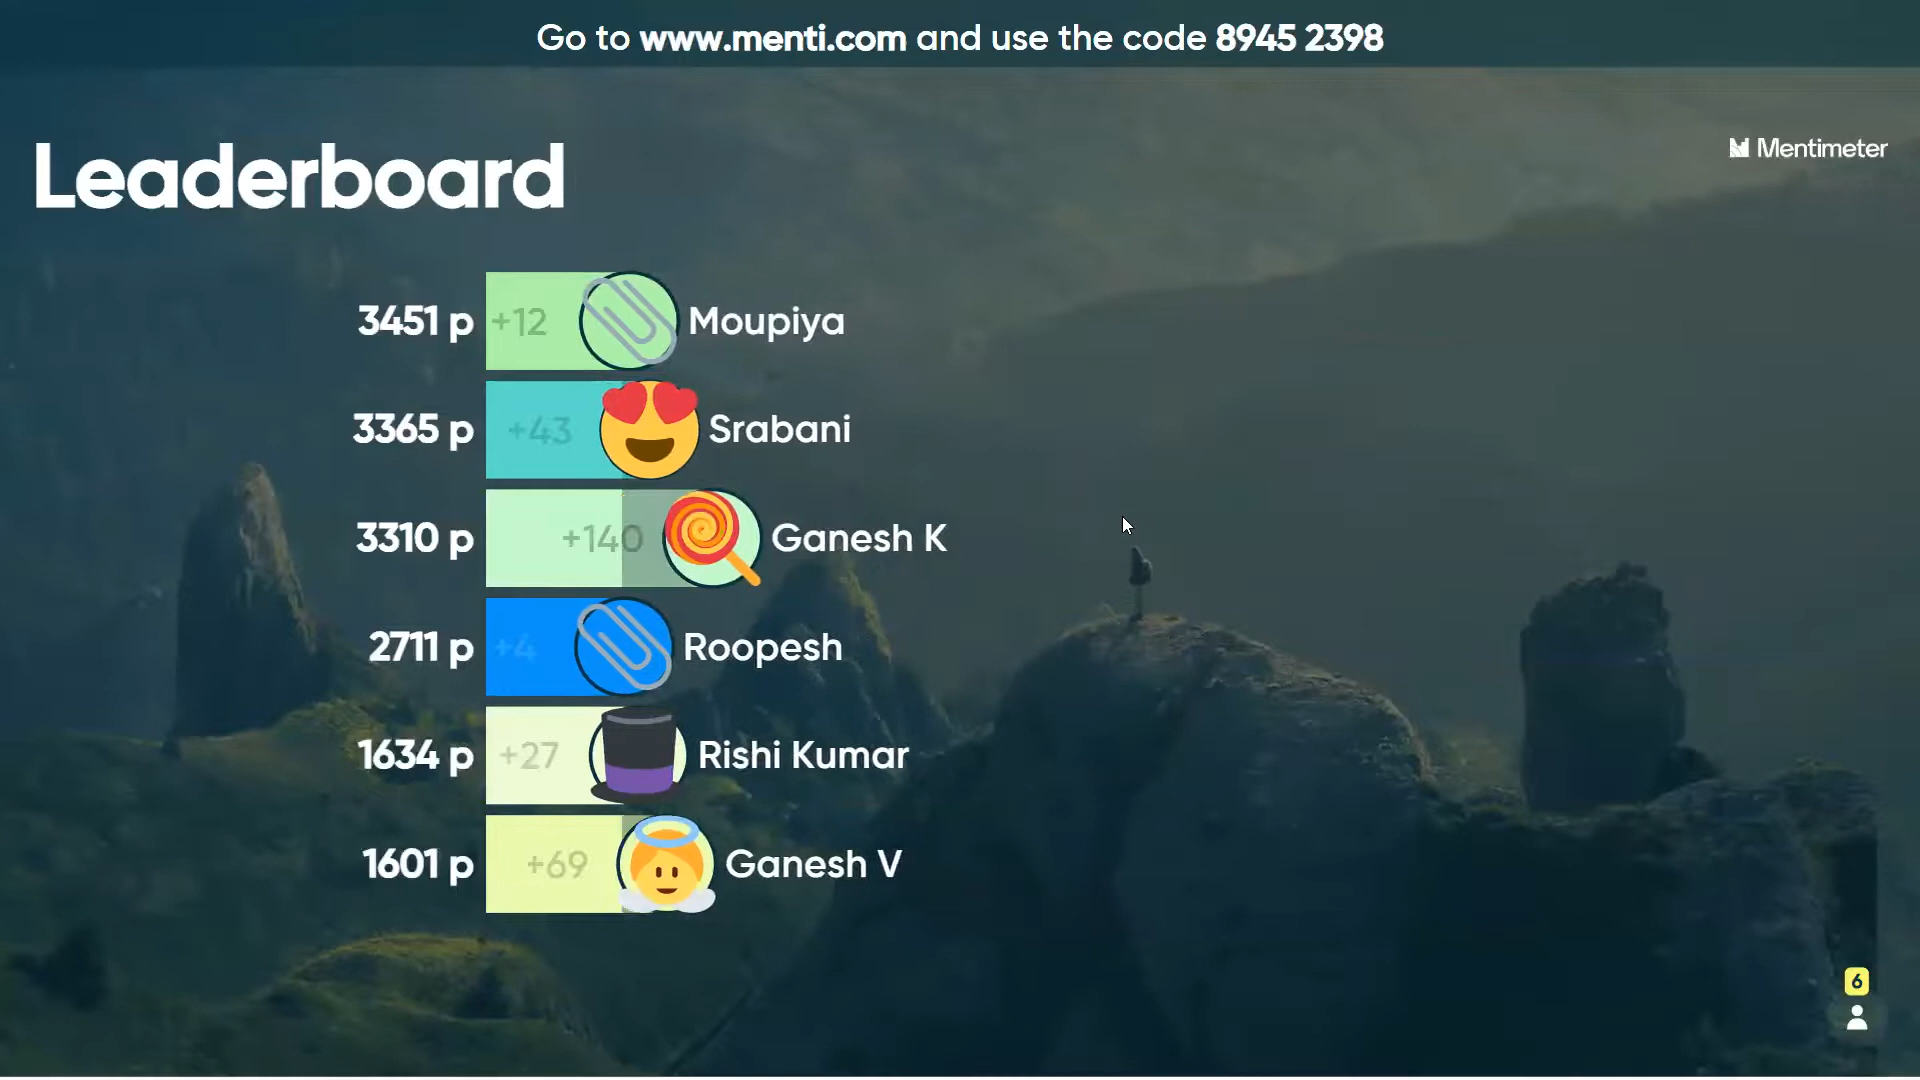 Go to www.menti.com and use the code 8945 2398
Leaderboard
Mentimeter
3451 p +12 Moupiya
3365 p +43 Srabani
3310 p +140 Ganesh K
2711 p +4 Roopesh
1634 p +27 Rishi Kumar
1601 p +69 Ganesh V
6